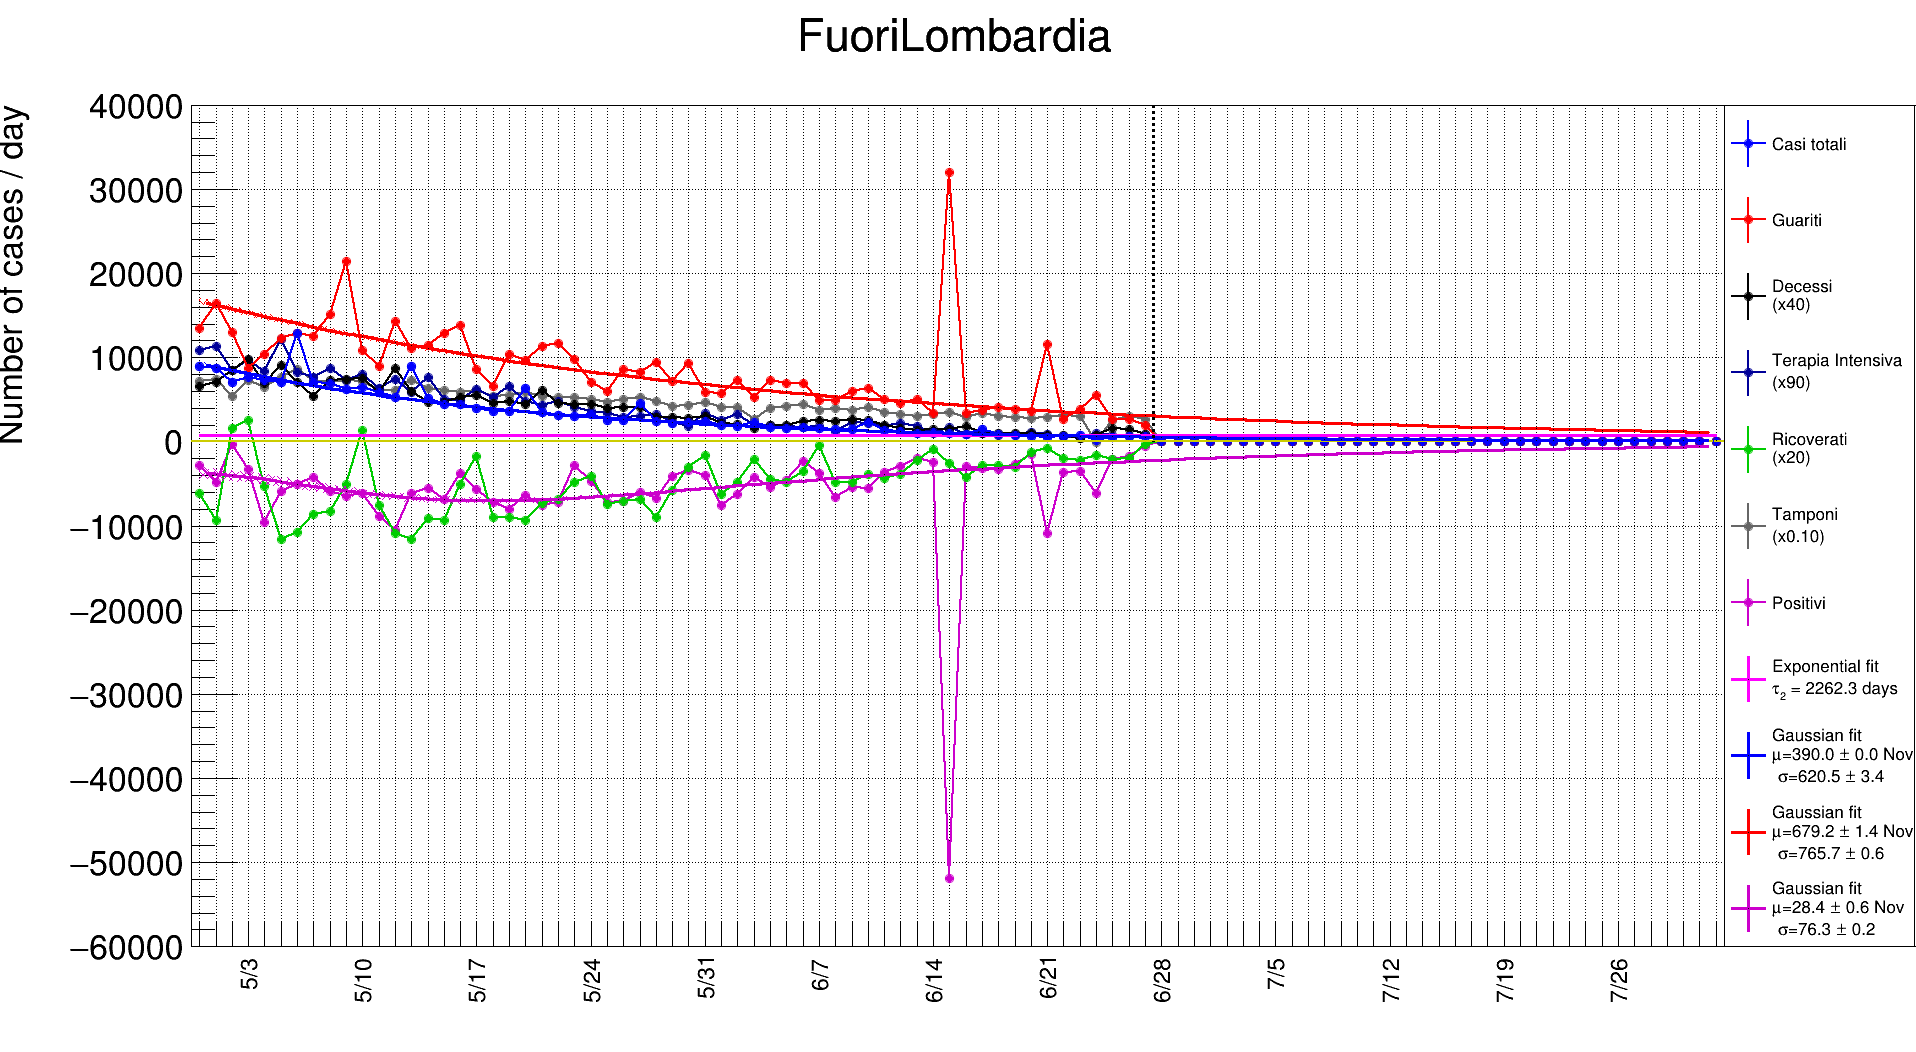 FuoriLombardia
Number of cases / day
40000
30000
20000
10000
0
−10000
−20000
−30000
−40000
−50000
−60000
5/3
5/10
5/17
5/24
5/31
6/7
6/14
6/21
6/28
7/5
7/12
7/19
7/26
Casi totali
Guariti
Decessi
(x40)
Terapia Intensiva
(x90)
Ricoverati
(x20)
Tamponi
(x0.10)
Positivi
Exponential fit
τ2 = 2262.3 days
Gaussian fit
μ=390.0 ± 0.0 Nov
σ=620.5 ± 3.4
Gaussian fit
μ=679.2 ± 1.4 Nov
σ=765.7 ± 0.6
Gaussian fit
μ=28.4 ± 0.6 Nov
σ=76.3 ± 0.2